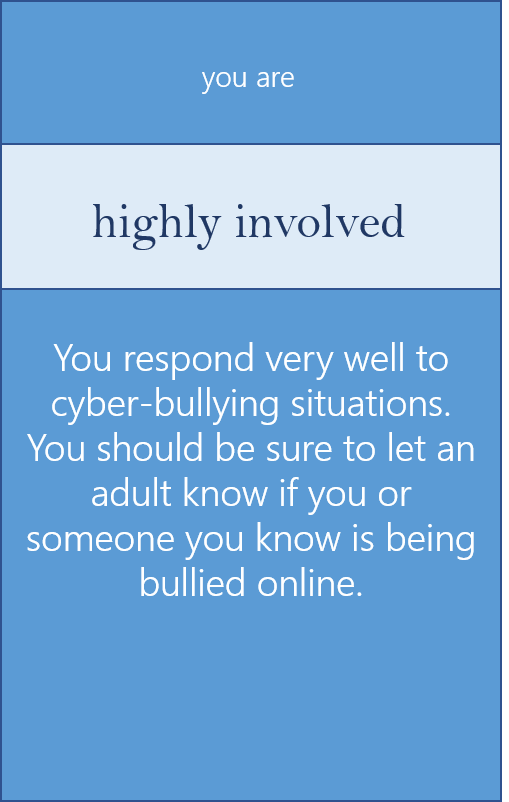 you are
highly involved
You respond very well to
cyber-bullying situations.
You should be sure to let an
adult know if you or
someone you know is being
bullied online.